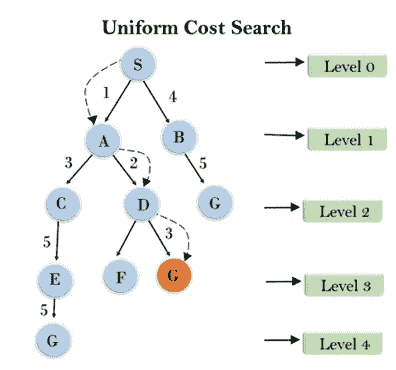 Uniform Cost Search
S
Level 0
1
4
A
B
Level 1
3
2
5
C
D
G
Level 2
5
3
E
F
G
Level 3
5
G
Level 4